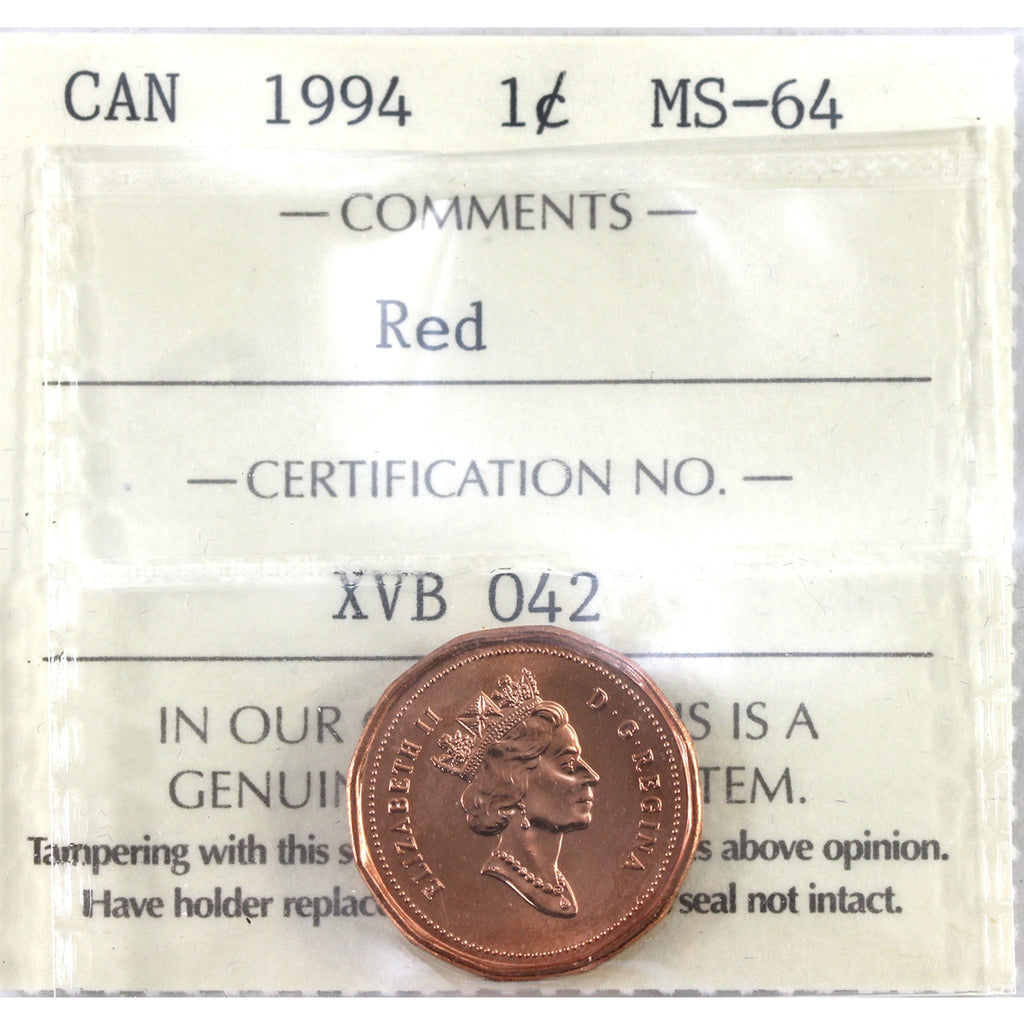 CAN 1994 1¢ MS-64
— COMMENTS —
Red
— CERTIFICATION NO. —
XVB 042
IN OUR IS IS A
GENUIN TEM.
Tampering with this s s above opinion.
Have holder replac seal not intact.
ELIZABETH II D·G·REGINA